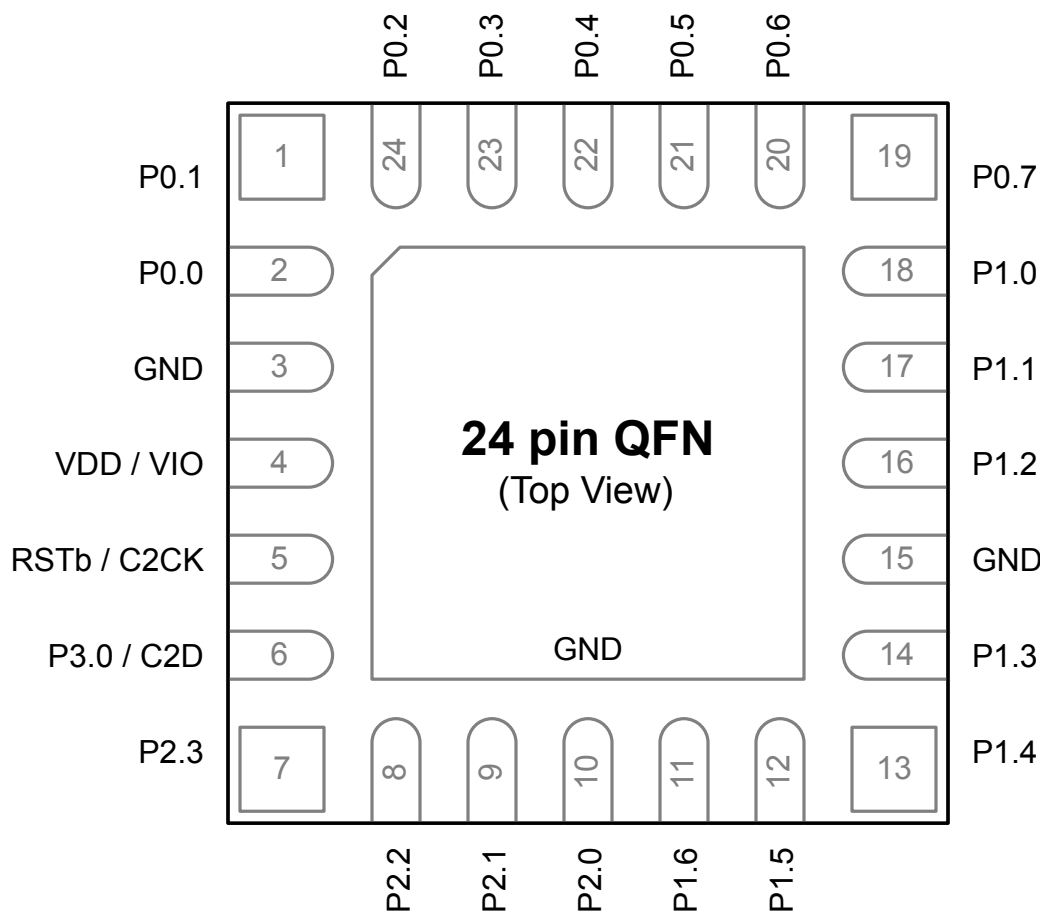 P0.2
P0.3
P0.4
P0.5
P0.6
1
24
23
22
21
20
19
P0.1
P0.7
P0.0
2
18
P1.0
GND
3
17
P1.1
24 pin QFN
(Top View)
VDD / VIO
4
16
P1.2
RSTb / C2CK
5
15
GND
P3.0 / C2D
6
GND
14
P1.3
P2.3
7
8
9
10
11
12
13
P1.4
P2.2
P2.1
P2.0
P1.6
P1.5